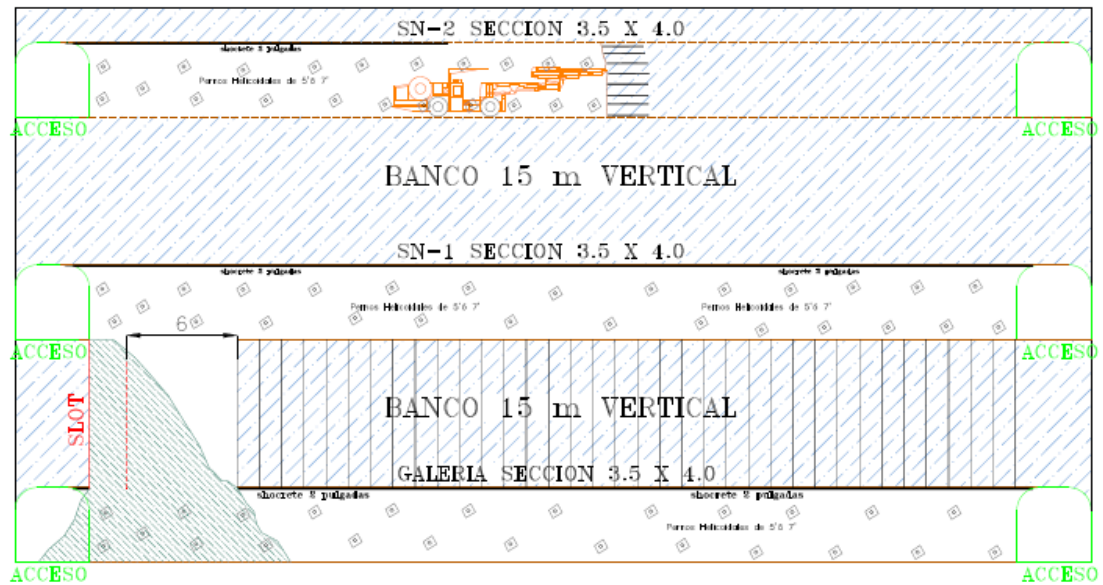 SN-2 SECCION 3.5 X 4.0
shocrete 2 pulgadas
Pernos Helicoidales de 5'6 7'
ACCESO
ACCESO
BANCO 15 m VERTICAL
SN-1 SECCION 3.5 X 4.0
shocrete 2 pulgadas
shocrete 2 pulgadas
Pernos Helicoidales de 5'6 7'
Pernos Helicoidales de 5'6 7'
6
ACCESO
ACCESO
SLOT
BANCO 15 m VERTICAL
GALERIA SECCION 3.5 X 4.0
shocrete 2 pulgadas
shocrete 2 pulgadas
Pernos Helicoidales de 5'6 7'
ACCESO
ACCESO